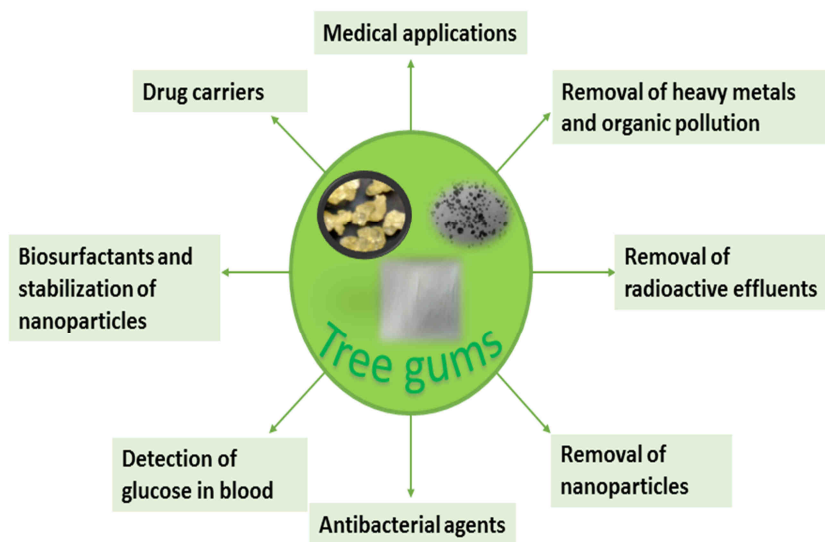 Medical applications
Drug carriers
Removal of heavy metals
and organic pollution
Biosurfactants and
stabilization of
nanoparticles
Removal of
radioactive effluents
Tree gums
Detection of
glucose in blood
Removal of
nanoparticles
Antibacterial agents